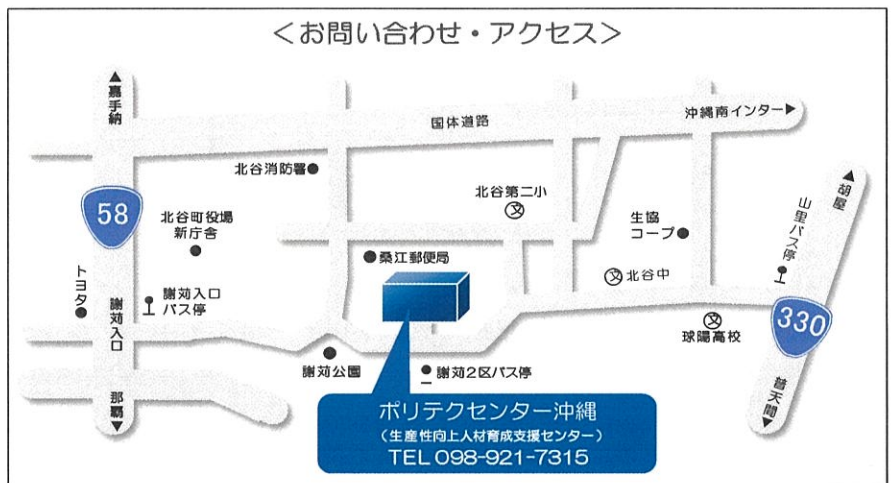 ＜お問い合わせ・アクセス＞
▲嘉手納
国体道路
沖縄南インター▶
北谷消防署
58
北谷町役場
新庁舎
北谷第二小
文
生協
コープ
▲胡屋
山里バス停
桑江郵便局
トヨタ
謝苅入口
バス停
謝苅入口
文 北谷中
文
球陽高校
330
謝苅公園
謝苅2区バス停
那覇▼
普天間▼
ポリテクセンター沖縄
（生産性向上人材育成支援センター）
TEL 098-921-7315